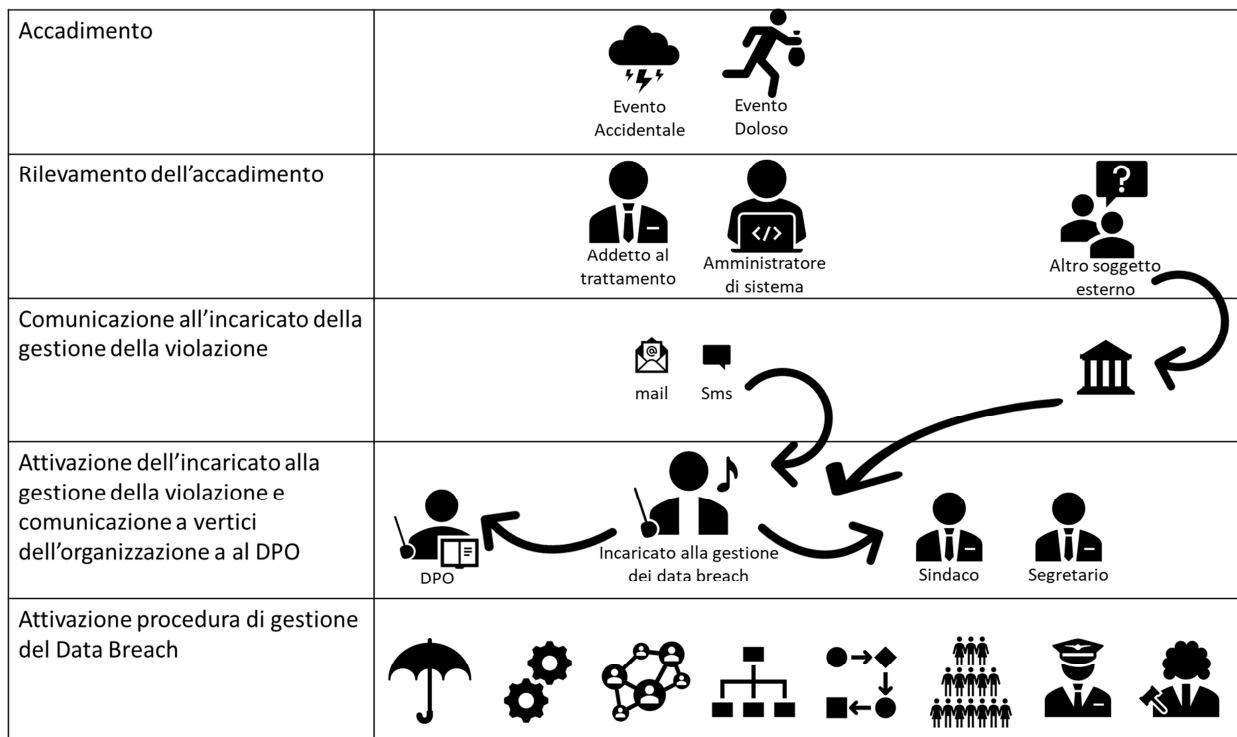 Accadimento
Evento
Accidentale
Evento
Doloso
Rilevamento dell'accadimento
?
</>
Addetto al
trattamento
Amministratore
di sistema
Altro soggetto
esterno
Comunicazione all'incaricato della
gestione della violazione
@
mail
Sms
Attivazione dell'incaricato alla
gestione della violazione e
comunicazione a vertici
dell'organizzazione a al DPO
DPO
Incaricato alla gestione
dei data breach
Sindaco
Segretario
Attivazione procedura di gestione
del Data Breach